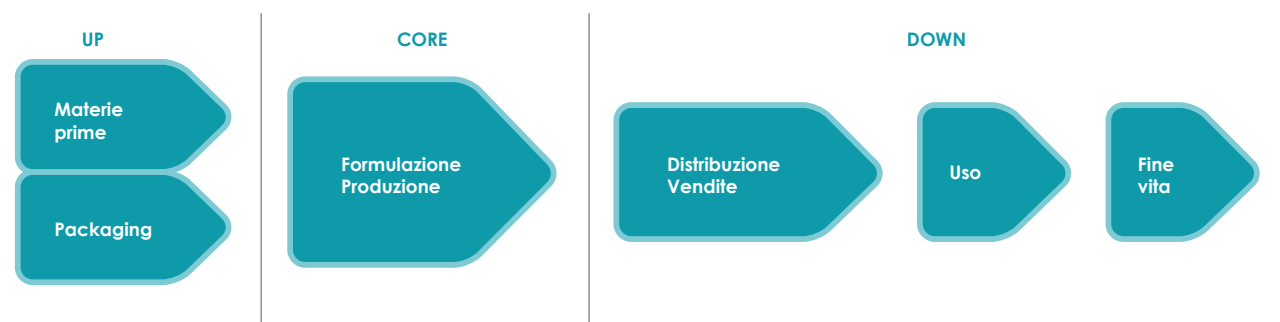 UP
Materie
prime
Packaging
CORE
Formulazione
Produzione
DOWN
Distribuzione
Vendite
Uso
Fine
vita